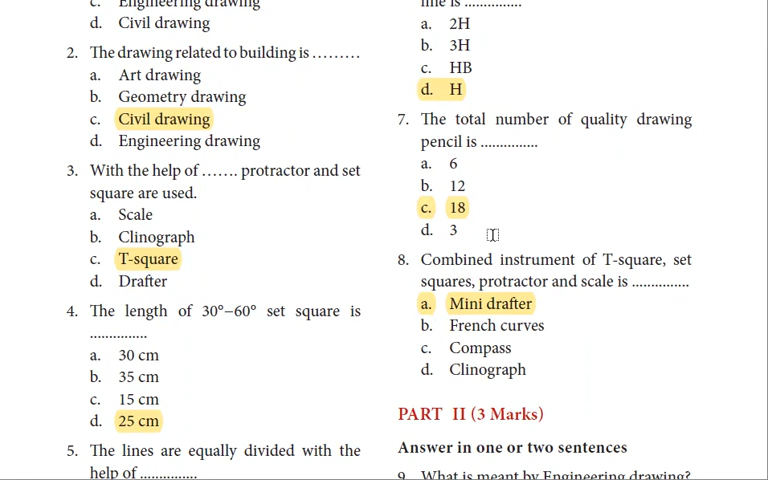 c. Engineering drawing
d. Civil drawing
2. The drawing related to building is ………
a. Art drawing
b. Geometry drawing
c. Civil drawing
d. Engineering drawing
3. With the help of ……. protractor and set
square are used.
a. Scale
b. Clinograph
c. T-square
d. Drafter
4. The length of 30°–60° set square is
...............
a. 30 cm
b. 35 cm
c. 15 cm
d. 25 cm
5. The lines are equally divided with the
help of ...............
line is ...............
a. 2H
b. 3H
c. HB
d. H
7. The total number of quality drawing
pencil is ...............
a. 6
b. 12
c. 18
d. 3
8. Combined instrument of T-square, set
squares, protractor and scale is ...............
a. Mini drafter
b. French curves
c. Compass
d. Clinograph
PART II (3 Marks)
Answer in one or two sentences
9. What is meant by Engineering drawing?